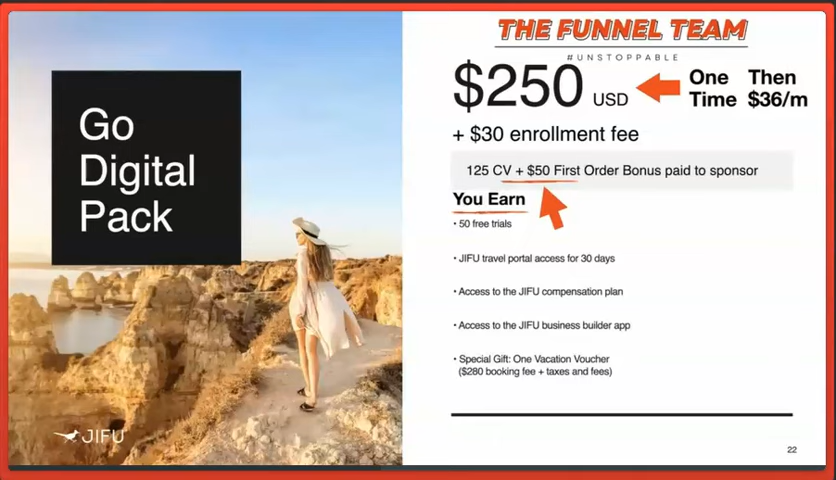 Go
Digital
Pack
JIFU
THE FUNNEL TEAM
#UNSTOPPABLE
$250 USD
One Then
Time $36/m
+ $30 enrollment fee
125 CV + $50 First Order Bonus paid to sponsor
You Earn
• 50 free trials
• JIFU travel portal access for 30 days
• Access to the JIFU compensation plan
• Access to the JIFU business builder app
• Special Gift: One Vacation Voucher
($280 booking fee + taxes and fees)
22